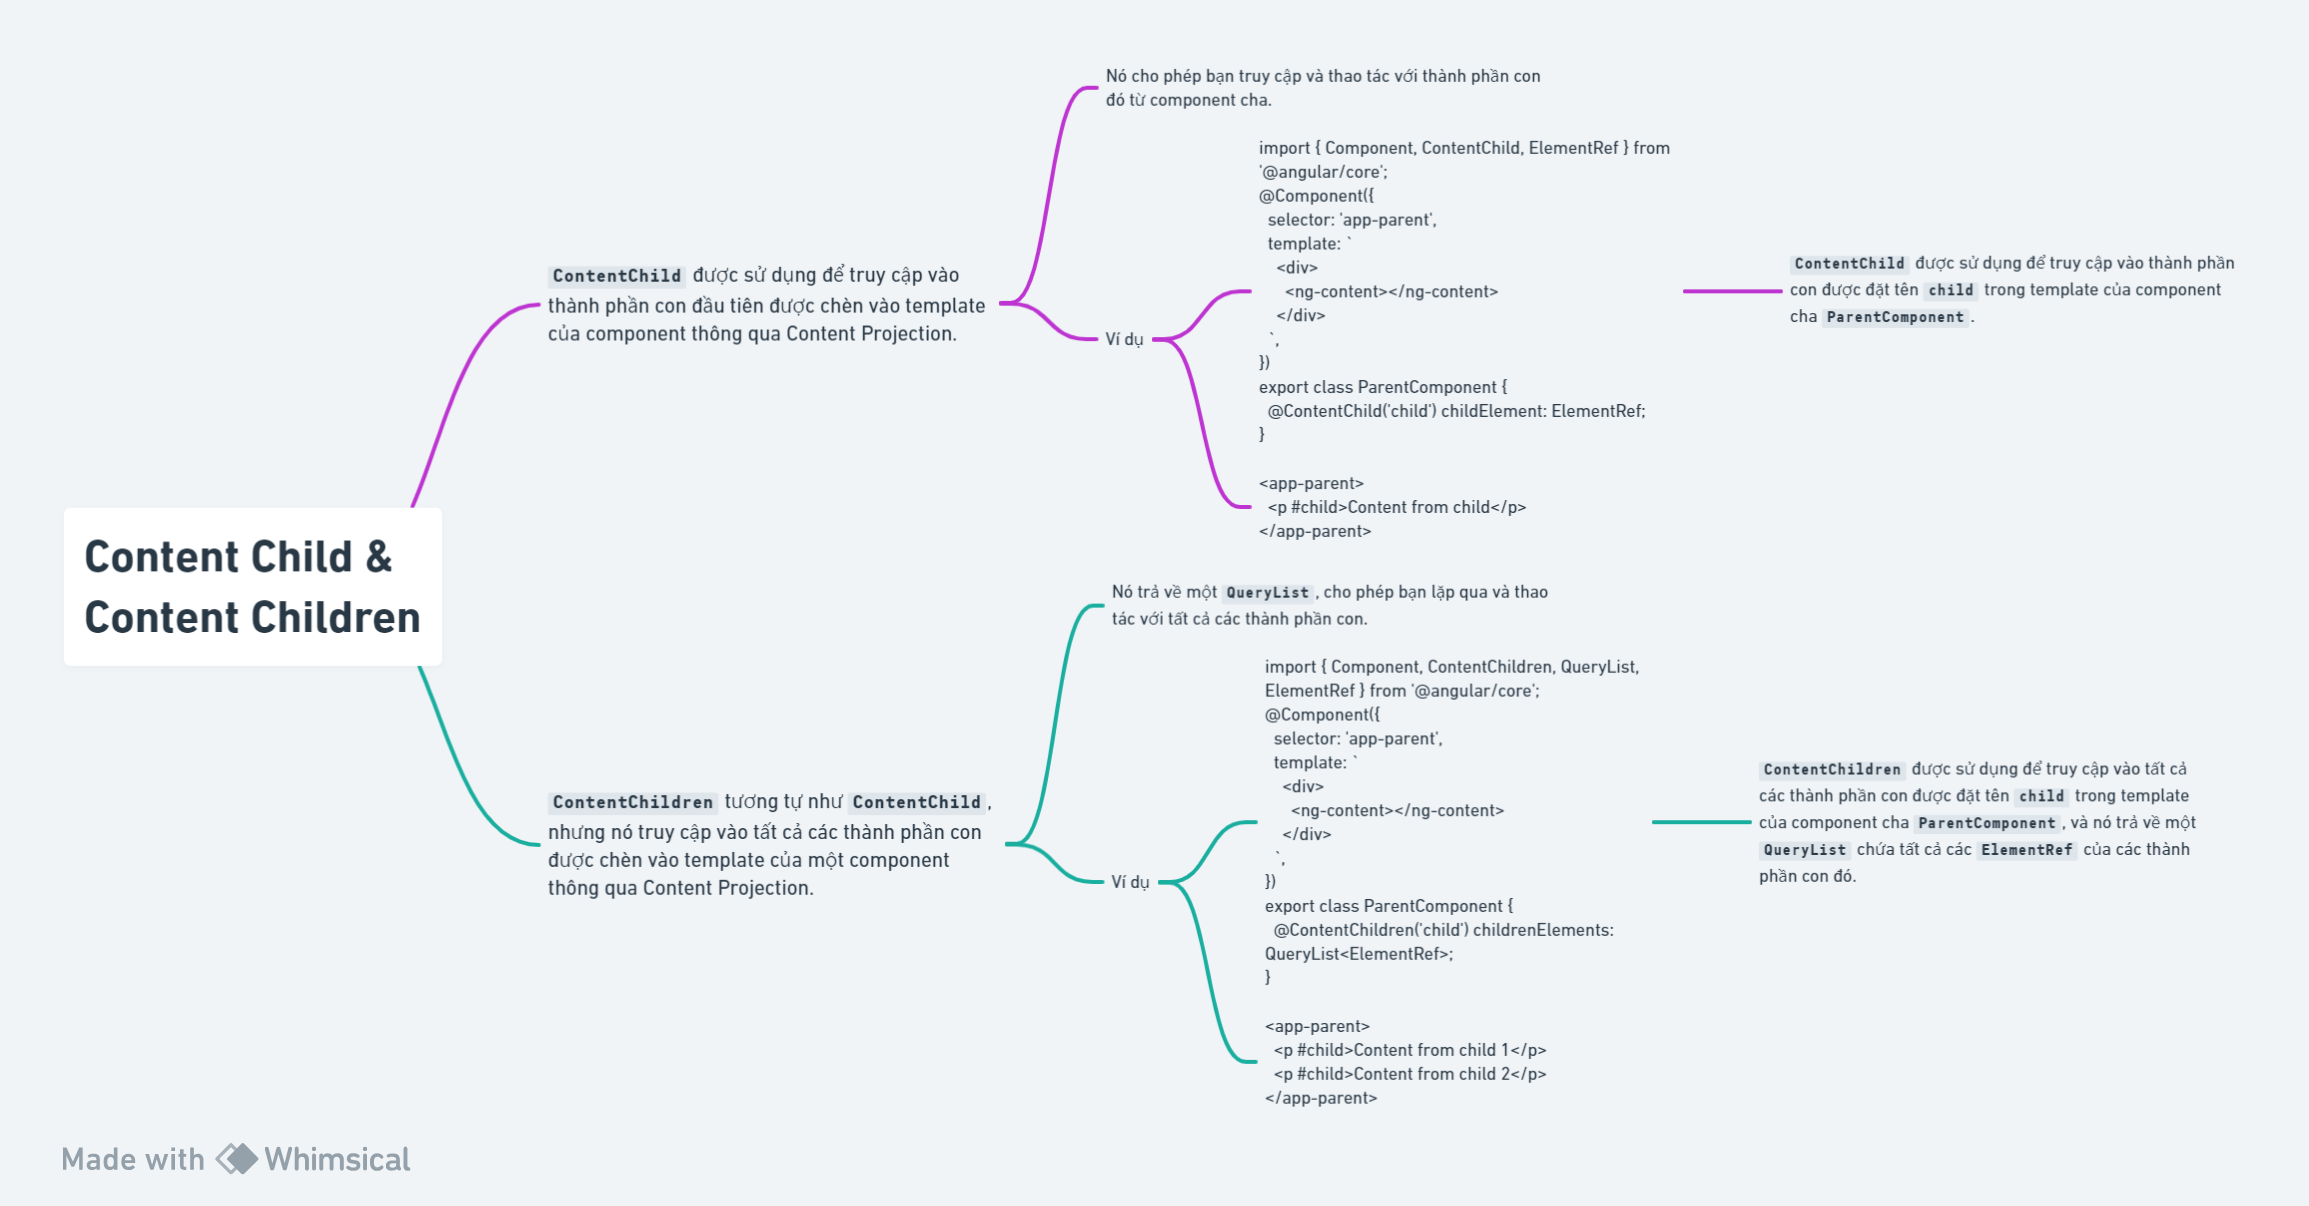 Content Child &
Content Children
ContentChild được sử dụng để truy cập vào
thành phần con đầu tiên được chèn vào template
của component thông qua Content Projection.
Nó cho phép bạn truy cập và thao tác với thành phần con
đó từ component cha.
Ví dụ
import { Component, ContentChild, ElementRef } from
'@angular/core';
@Component({
  selector: 'app-parent',
  template: `
    <div>
      <ng-content></ng-content>
    </div>
  `,
})
export class ParentComponent {
  @ContentChild('child') childElement: ElementRef;
}
ContentChild được sử dụng để truy cập vào thành phần
con được đặt tên child trong template của component
cha ParentComponent.
<app-parent>
  <p #child>Content from child</p>
</app-parent>
ContentChildren tương tự như ContentChild,
nhưng nó truy cập vào tất cả các thành phần con
được chèn vào template của một component
thông qua Content Projection.
Nó trả về một QueryList, cho phép bạn lặp qua và thao
tác với tất cả các thành phần con.
Ví dụ
import { Component, ContentChildren, QueryList,
ElementRef } from '@angular/core';
@Component({
  selector: 'app-parent',
  template: `
    <div>
      <ng-content></ng-content>
    </div>
  `,
})
export class ParentComponent {
  @ContentChildren('child') childrenElements:
QueryList<ElementRef>;
}
ContentChildren được sử dụng để truy cập vào tất cả
các thành phần con được đặt tên child trong template
của component cha ParentComponent, và nó trả về một
QueryList chứa tất cả các ElementRef của các thành
phần con đó.
<app-parent>
  <p #child>Content from child 1</p>
  <p #child>Content from child 2</p>
</app-parent>
Made with Whimsical